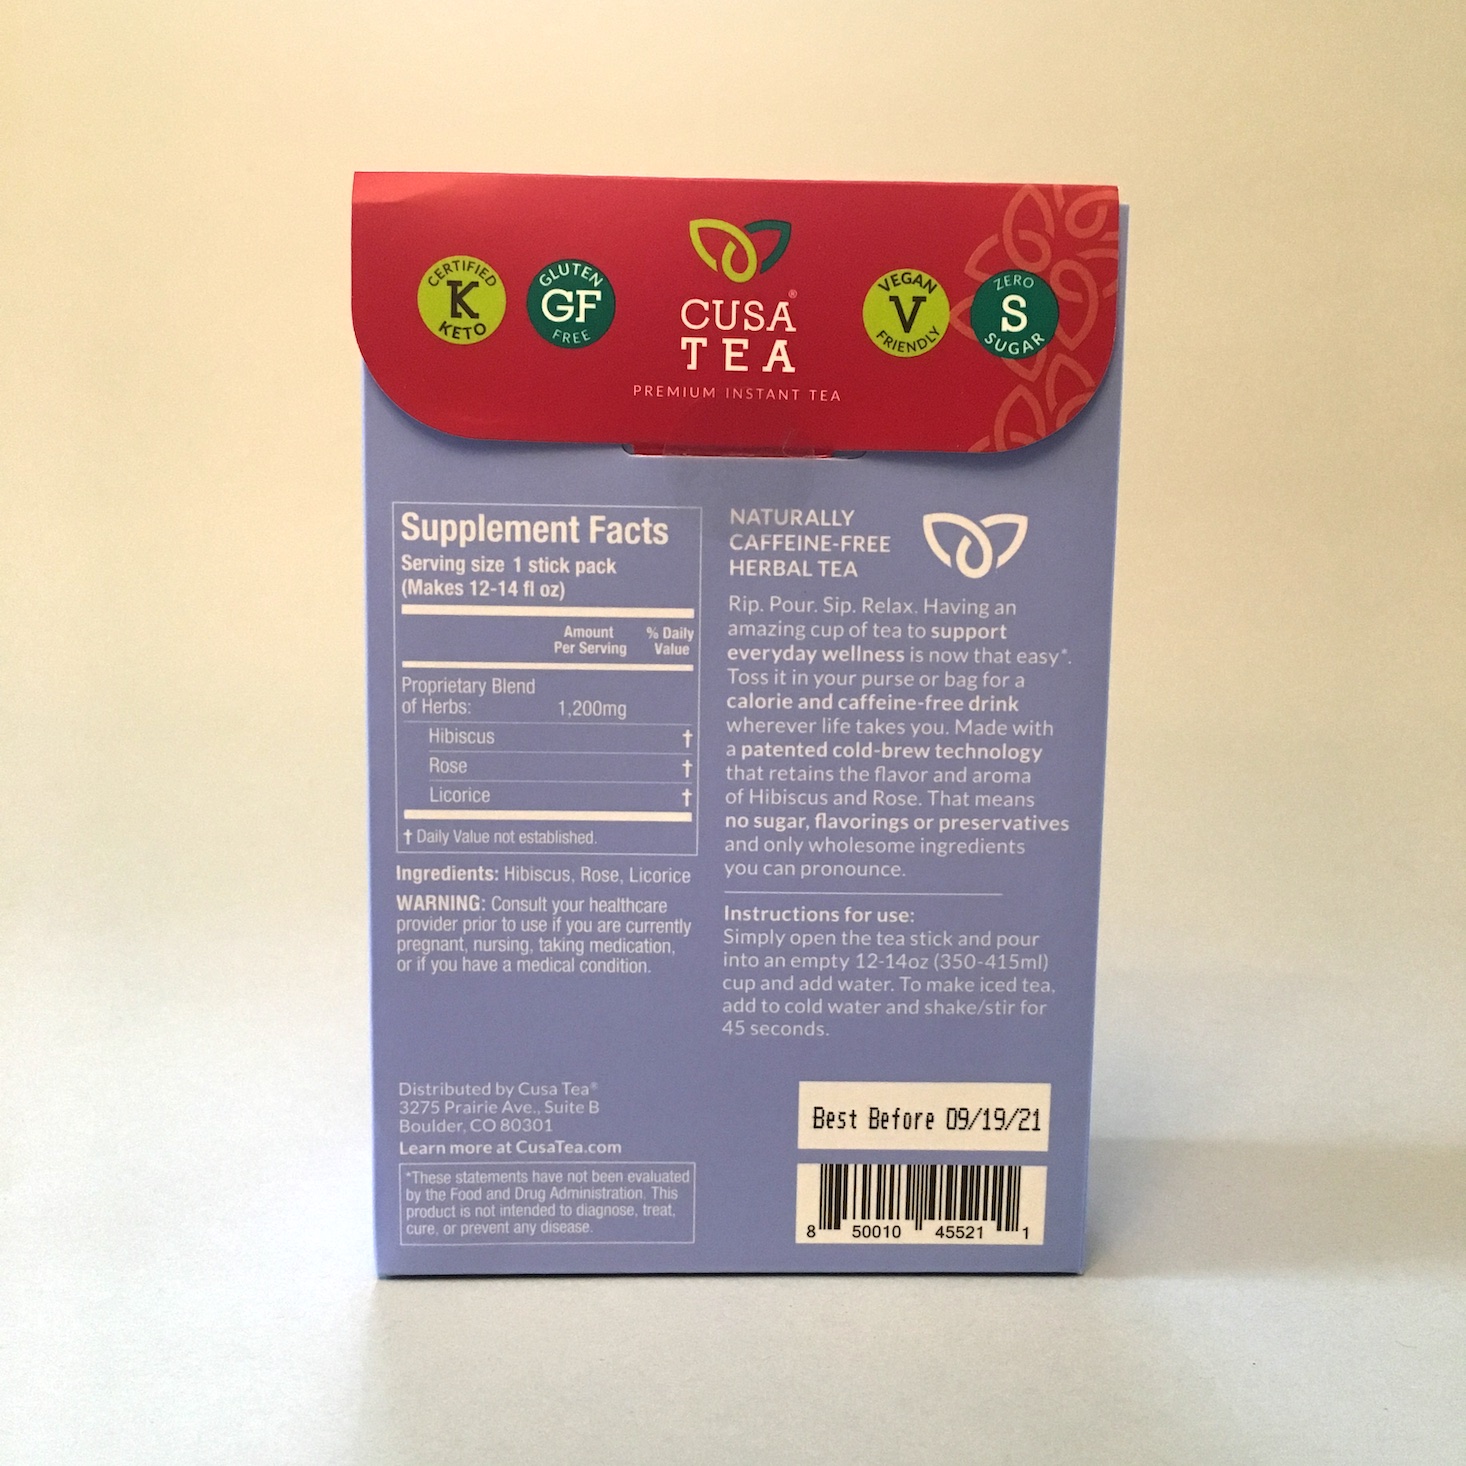 CERTIFIED
K
KETO
GLUTEN
GF
FREE
CUSA®
TEA
PREMIUM INSTANT TEA
VEGAN
V
FRIENDLY
ZERO
S
SUGAR
Supplement Facts
Serving size 1 stick pack
(Makes 12-14 fl oz)
Amount % Daily
Per Serving Value
Proprietary Blend
of Herbs: 1,200mg
Hibiscus †
Rose †
Licorice †
† Daily Value not established.
Ingredients: Hibiscus, Rose, Licorice
WARNING: Consult your healthcare
provider prior to use if you are currently
pregnant, nursing, taking medication,
or if you have a medical condition.
Distributed by Cusa Tea®
3275 Prairie Ave., Suite B
Boulder, CO 80301
Learn more at CusaTea.com
*These statements have not been evaluated
by the Food and Drug Administration. This
product is not intended to diagnose, treat,
cure, or prevent any disease.
NATURALLY
CAFFEINE-FREE
HERBAL TEA
Rip. Pour. Sip. Relax. Having an
amazing cup of tea to support
everyday wellness is now that easy*.
Toss it in your purse or bag for a
calorie and caffeine-free drink
wherever life takes you. Made with
a patented cold-brew technology
that retains the flavor and aroma
of Hibiscus and Rose. That means
no sugar, flavorings or preservatives
and only wholesome ingredients
you can pronounce.
Instructions for use:
Simply open the tea stick and pour
into an empty 12-14oz (350-415ml)
cup and add water. To make iced tea,
add to cold water and shake/stir for
45 seconds.
Best Before 09/19/21
8 50010 45521 1